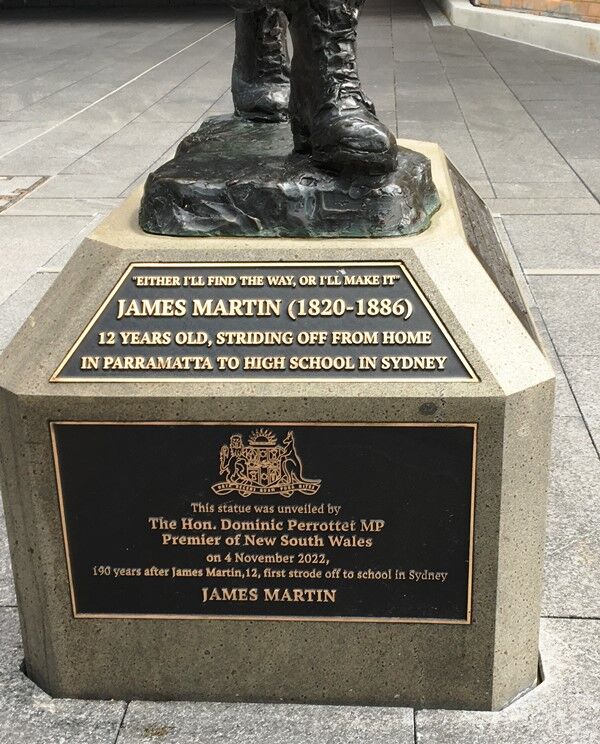 "EITHER I'LL FIND THE WAY, OR I'LL MAKE IT"
JAMES MARTIN (1820-1886)
12 YEARS OLD, STRIDING OFF FROM HOME
IN PARRAMATTA TO HIGH SCHOOL IN SYDNEY
This statue was unveiled by
The Hon. Dominic Perrottet MP
Premier of New South Wales
on 4 November 2022,
190 years after James Martin,12, first strode off to school in Sydney
JAMES MARTIN